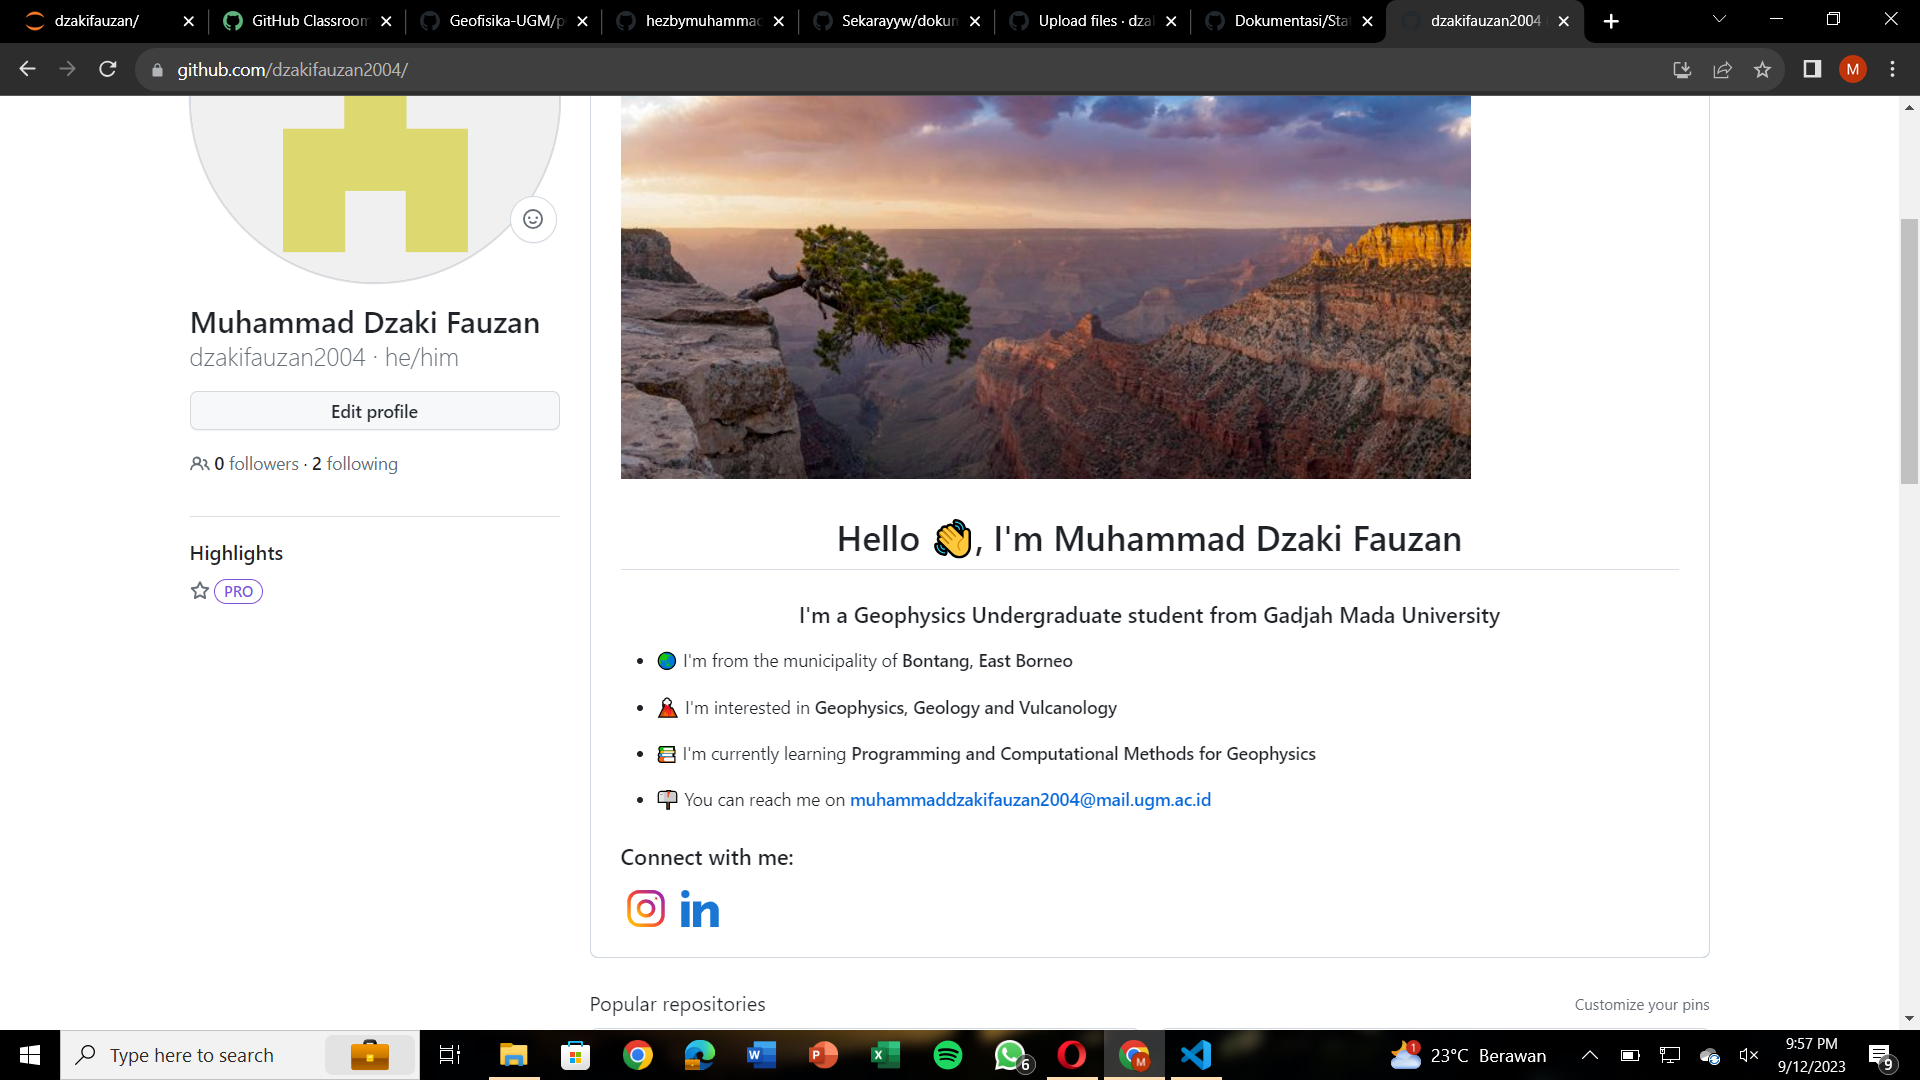 dzakifauzan/
GitHub Classroom
Geofisika-UGM/p
hezbymuhammad
Sekarayyw/dokum
Upload files · dzal
Dokumentasi/Sta
dzakifauzan2004
github.com/dzakifauzan2004/
M
Muhammad Dzaki Fauzan
dzakifauzan2004 · he/him
Edit profile
0 followers · 2 following
Highlights
PRO
Hello 👋, I'm Muhammad Dzaki Fauzan
I'm a Geophysics Undergraduate student from Gadjah Mada University
• 🌏 I'm from the municipality of Bontang, East Borneo
• 🌋 I'm interested in Geophysics, Geology and Vulcanology
• 📚 I'm currently learning Programming and Computational Methods for Geophysics
• 📫 You can reach me on muhammaddzakifauzan2004@mail.ugm.ac.id
Connect with me:
in
Popular repositories
Customize your pins
Type here to search
6
M
1
23°C Berawan
9:57 PM
9/12/2023
9